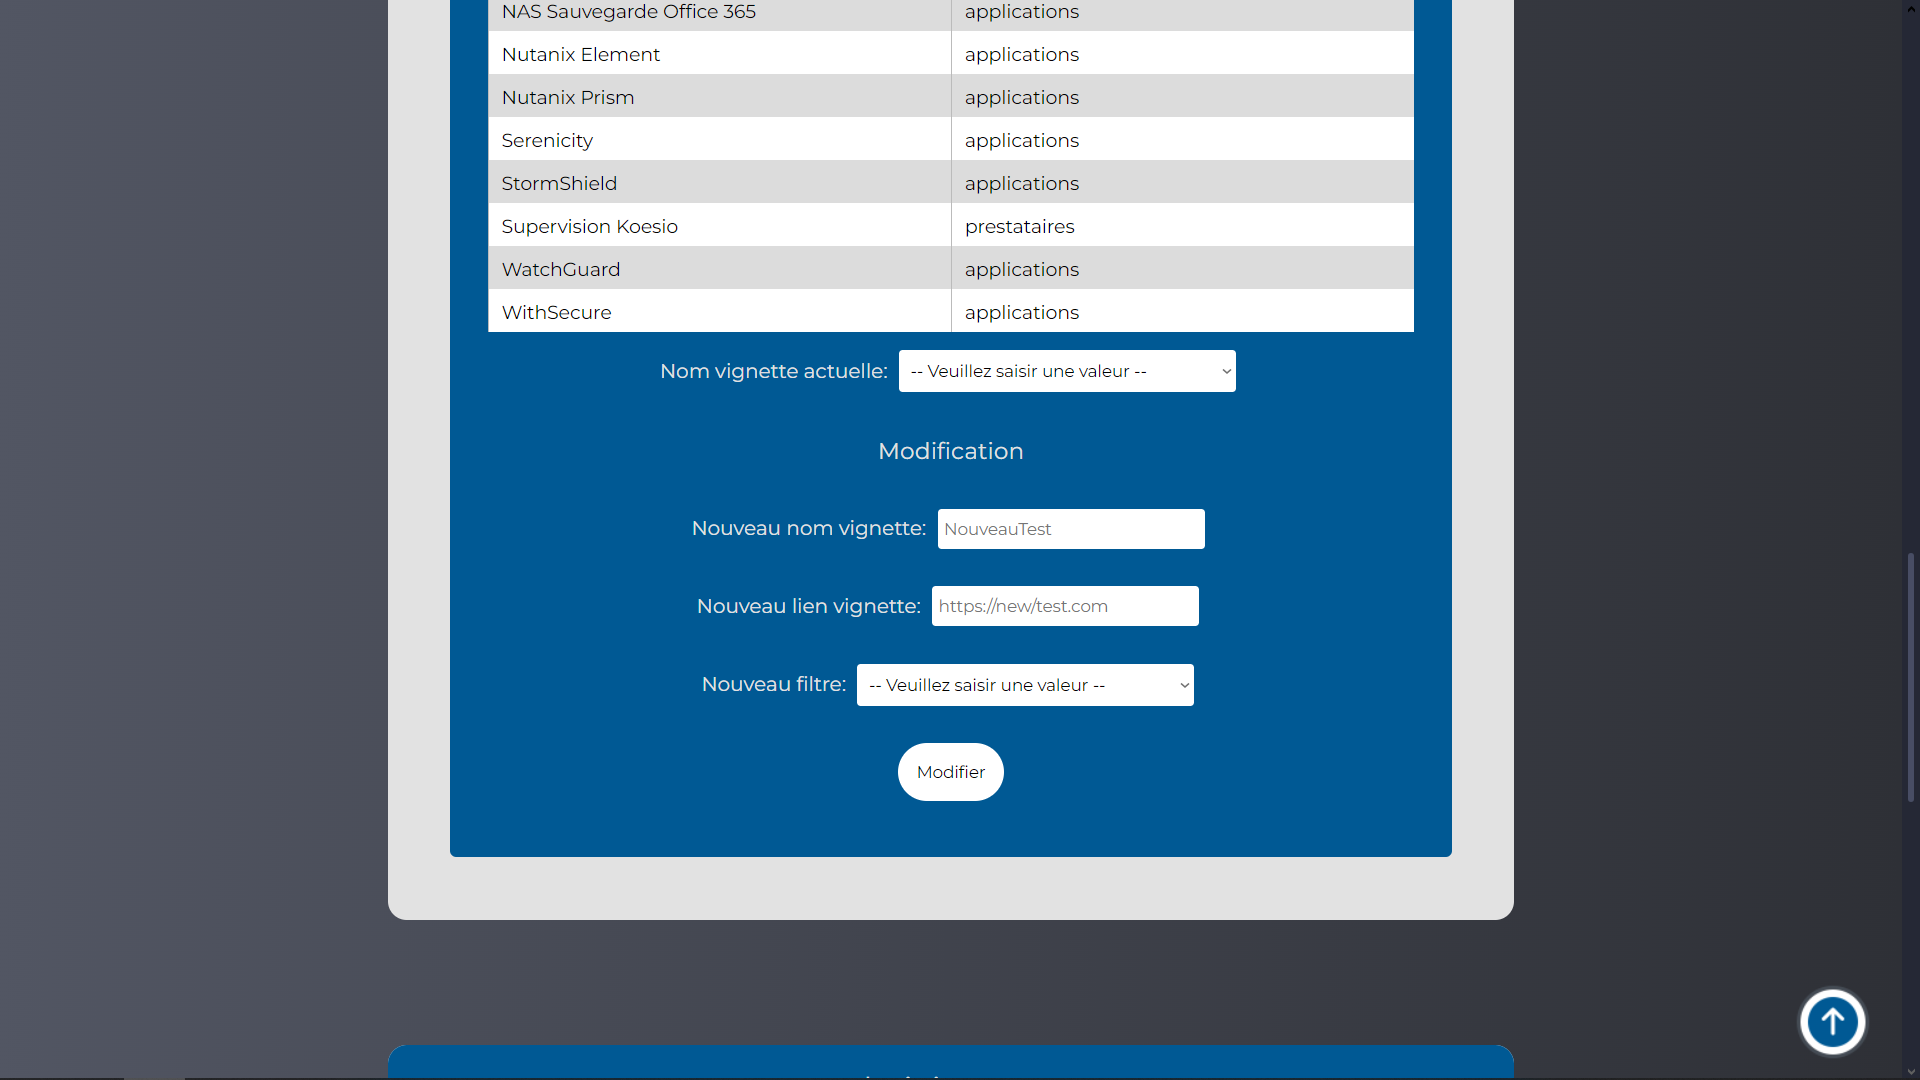 NAS Sauvegarde Office 365 applications
Nutanix Element applications
Nutanix Prism applications
Serenicity applications
StormShield applications
Supervision Koesio prestataires
WatchGuard applications
WithSecure applications
Nom vignette actuelle: -- Veuillez saisir une valeur --
Modification
Nouveau nom vignette: NouveauTest
Nouveau lien vignette: https://new/test.com
Nouveau filtre: -- Veuillez saisir une valeur --
Modifier